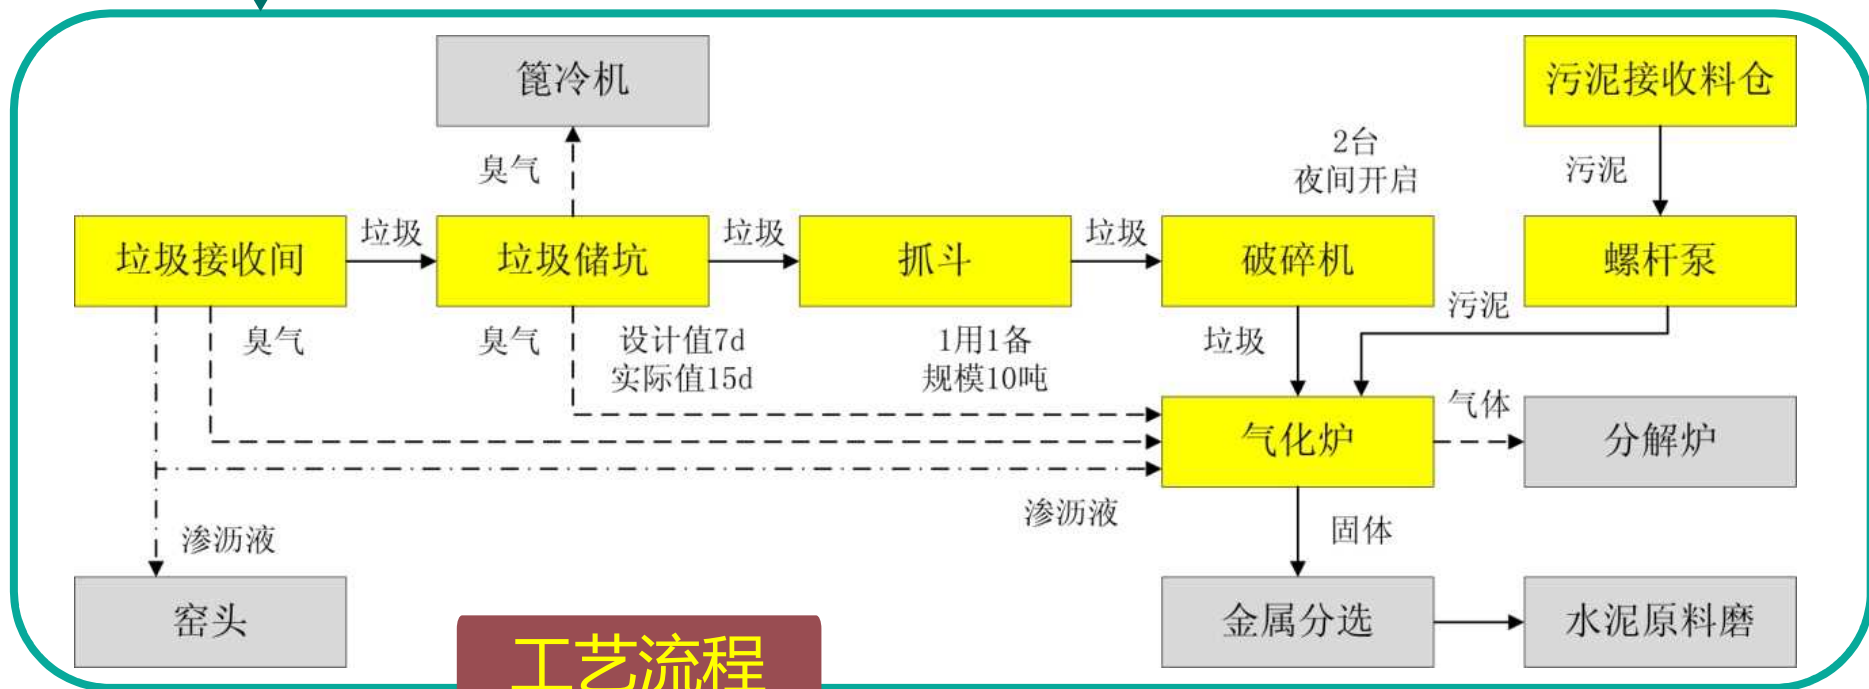 篦冷机
污泥接收料仓
臭气
2台
夜间开启
污泥
垃圾接收间
垃圾
垃圾储坑
垃圾
抓斗
垃圾
破碎机
螺杆泵
臭气
臭气
设计值7d
实际值15d
1用1备
规模10吨
垃圾
污泥
气化炉
气体
分解炉
渗沥液
渗沥液
固体
窑头
金属分选
水泥原料磨
工艺流程